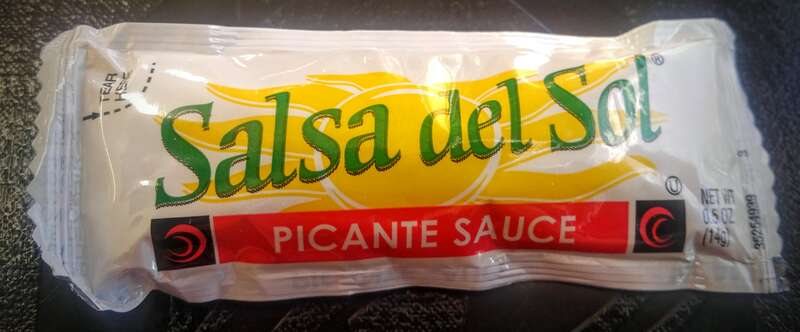 TEAR
HERE
Salsa del Sol®
U
PICANTE SAUCE
NET WT
0.5 OZ
(14g)